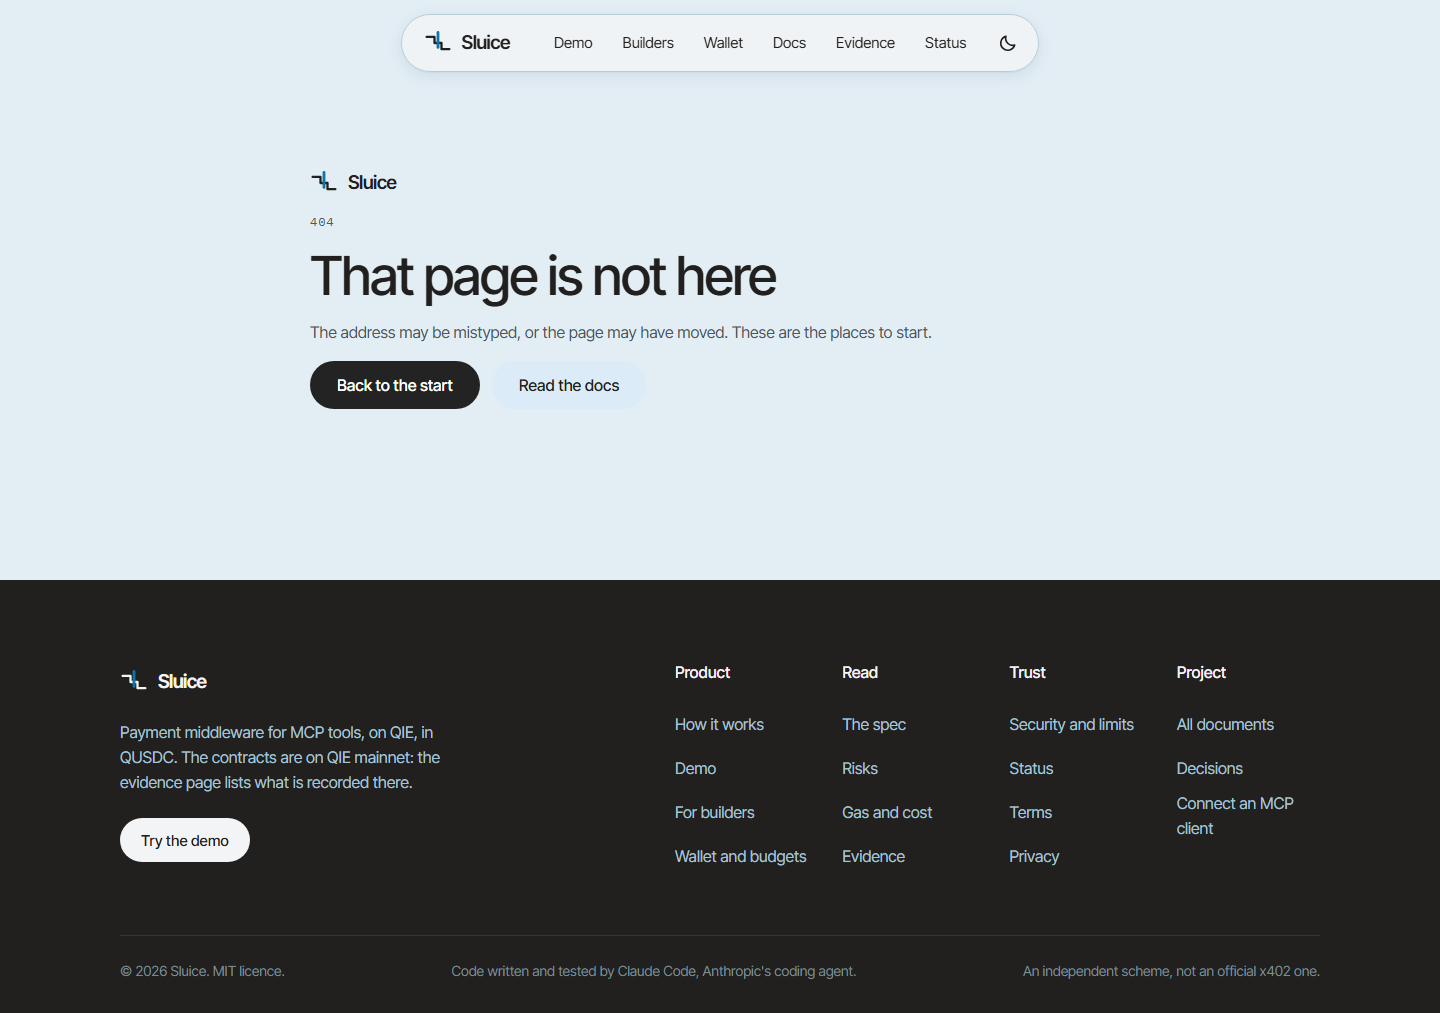 Sluice
Demo
Builders
Wallet
Docs
Evidence
Status
Sluice
404
That page is not here
The address may be mistyped, or the page may have moved. These are the places to start.
Back to the start
Read the docs
Sluice
Payment middleware for MCP tools, on QIE, in
QUSDC. The contracts are on QIE mainnet: the
evidence page lists what is recorded there.
Try the demo
Product
How it works
Demo
For builders
Wallet and budgets
Read
The spec
Risks
Gas and cost
Evidence
Trust
Security and limits
Status
Terms
Privacy
Project
All documents
Decisions
Connect an MCP
client
© 2026 Sluice. MIT licence.
Code written and tested by Claude Code, Anthropic's coding agent.
An independent scheme, not an official x402 one.